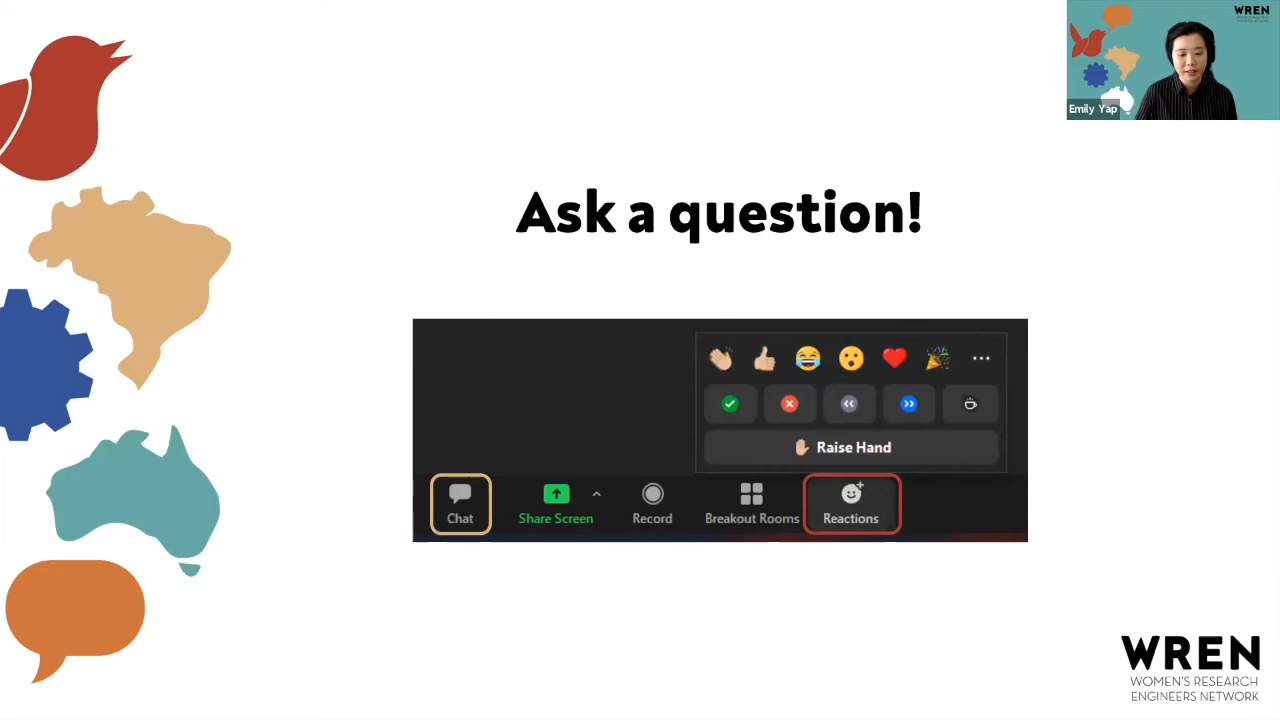 WREN
Emily Yap
Ask a question!
Raise Hand
Chat
Share Screen
Record
Breakout Rooms
Reactions
WREN
WOMEN'S RESEARCH
ENGINEERS NETWORK